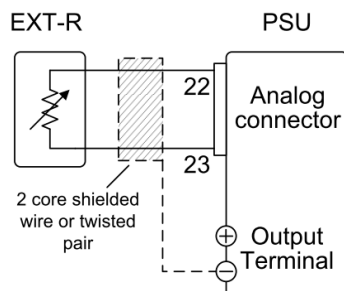 EXT-R
PSU
22
Analog
connector
23
2 core shielded
wire or twisted
pair
+
Output
Terminal
−